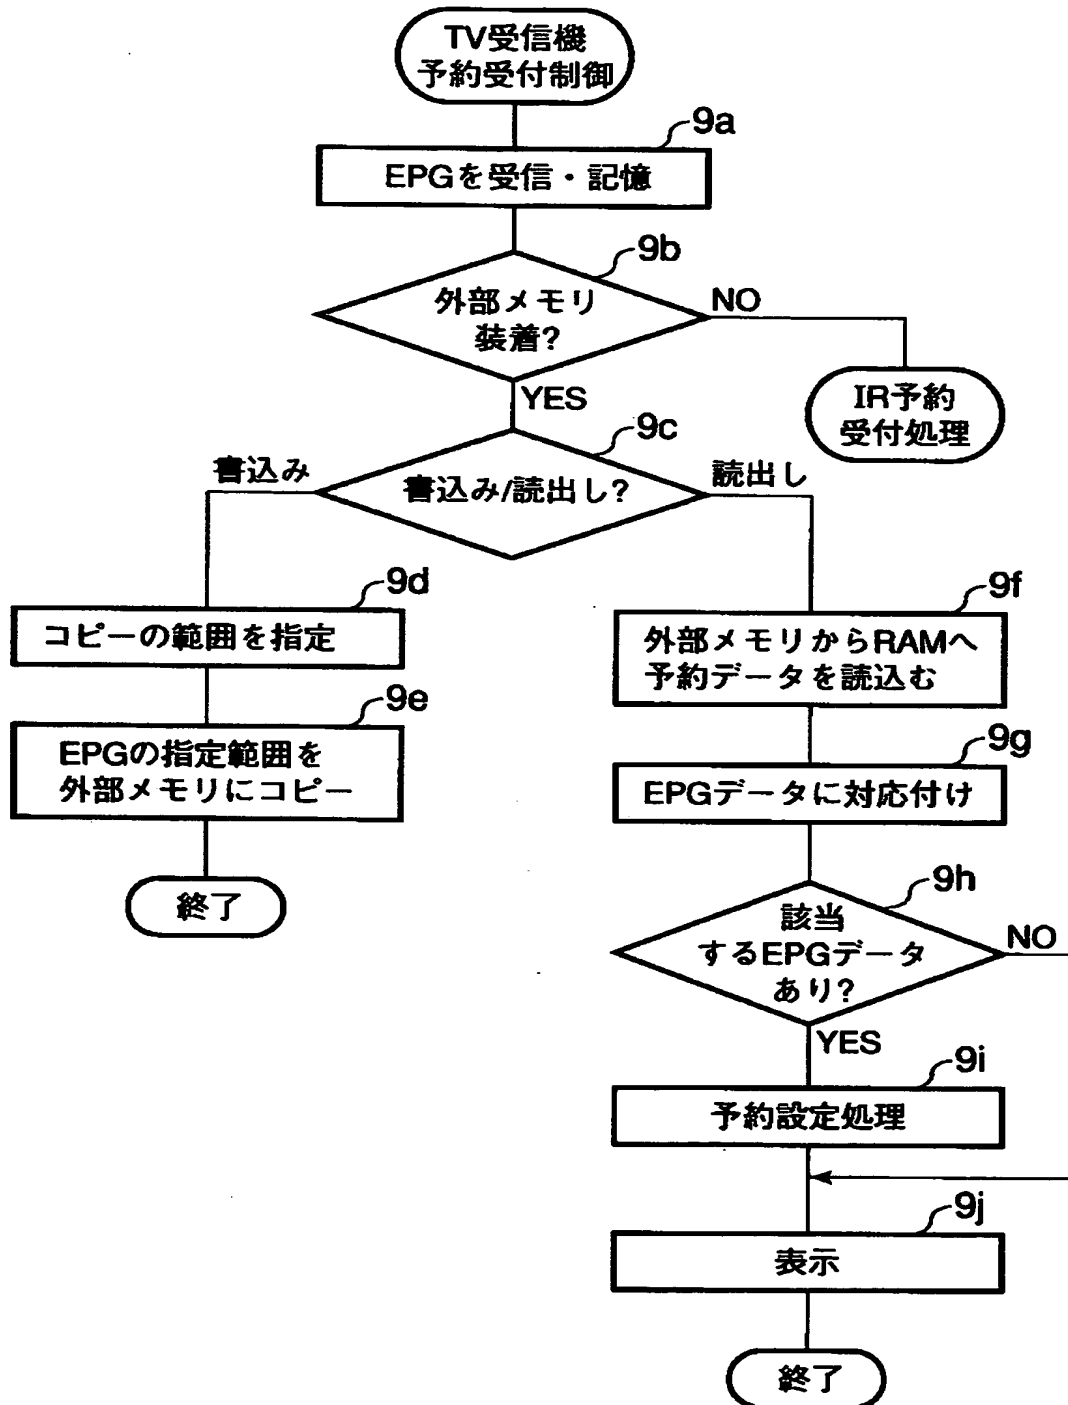 TV受信機
予約受付制御
9a
EPGを受信・記憶
9b
外部メモリ
装着?
NO
YES
IR予約
受付処理
9c
書込み/読出し?
書込み
読出し
9d
コピーの範囲を指定
9e
EPGの指定範囲を
外部メモリにコピー
終了
9f
外部メモリからRAMへ
予約データを読込む
9g
EPGデータに対応付け
9h
該当
するEPGデータ
あり?
NO
YES
9i
予約設定処理
9j
表示
終了